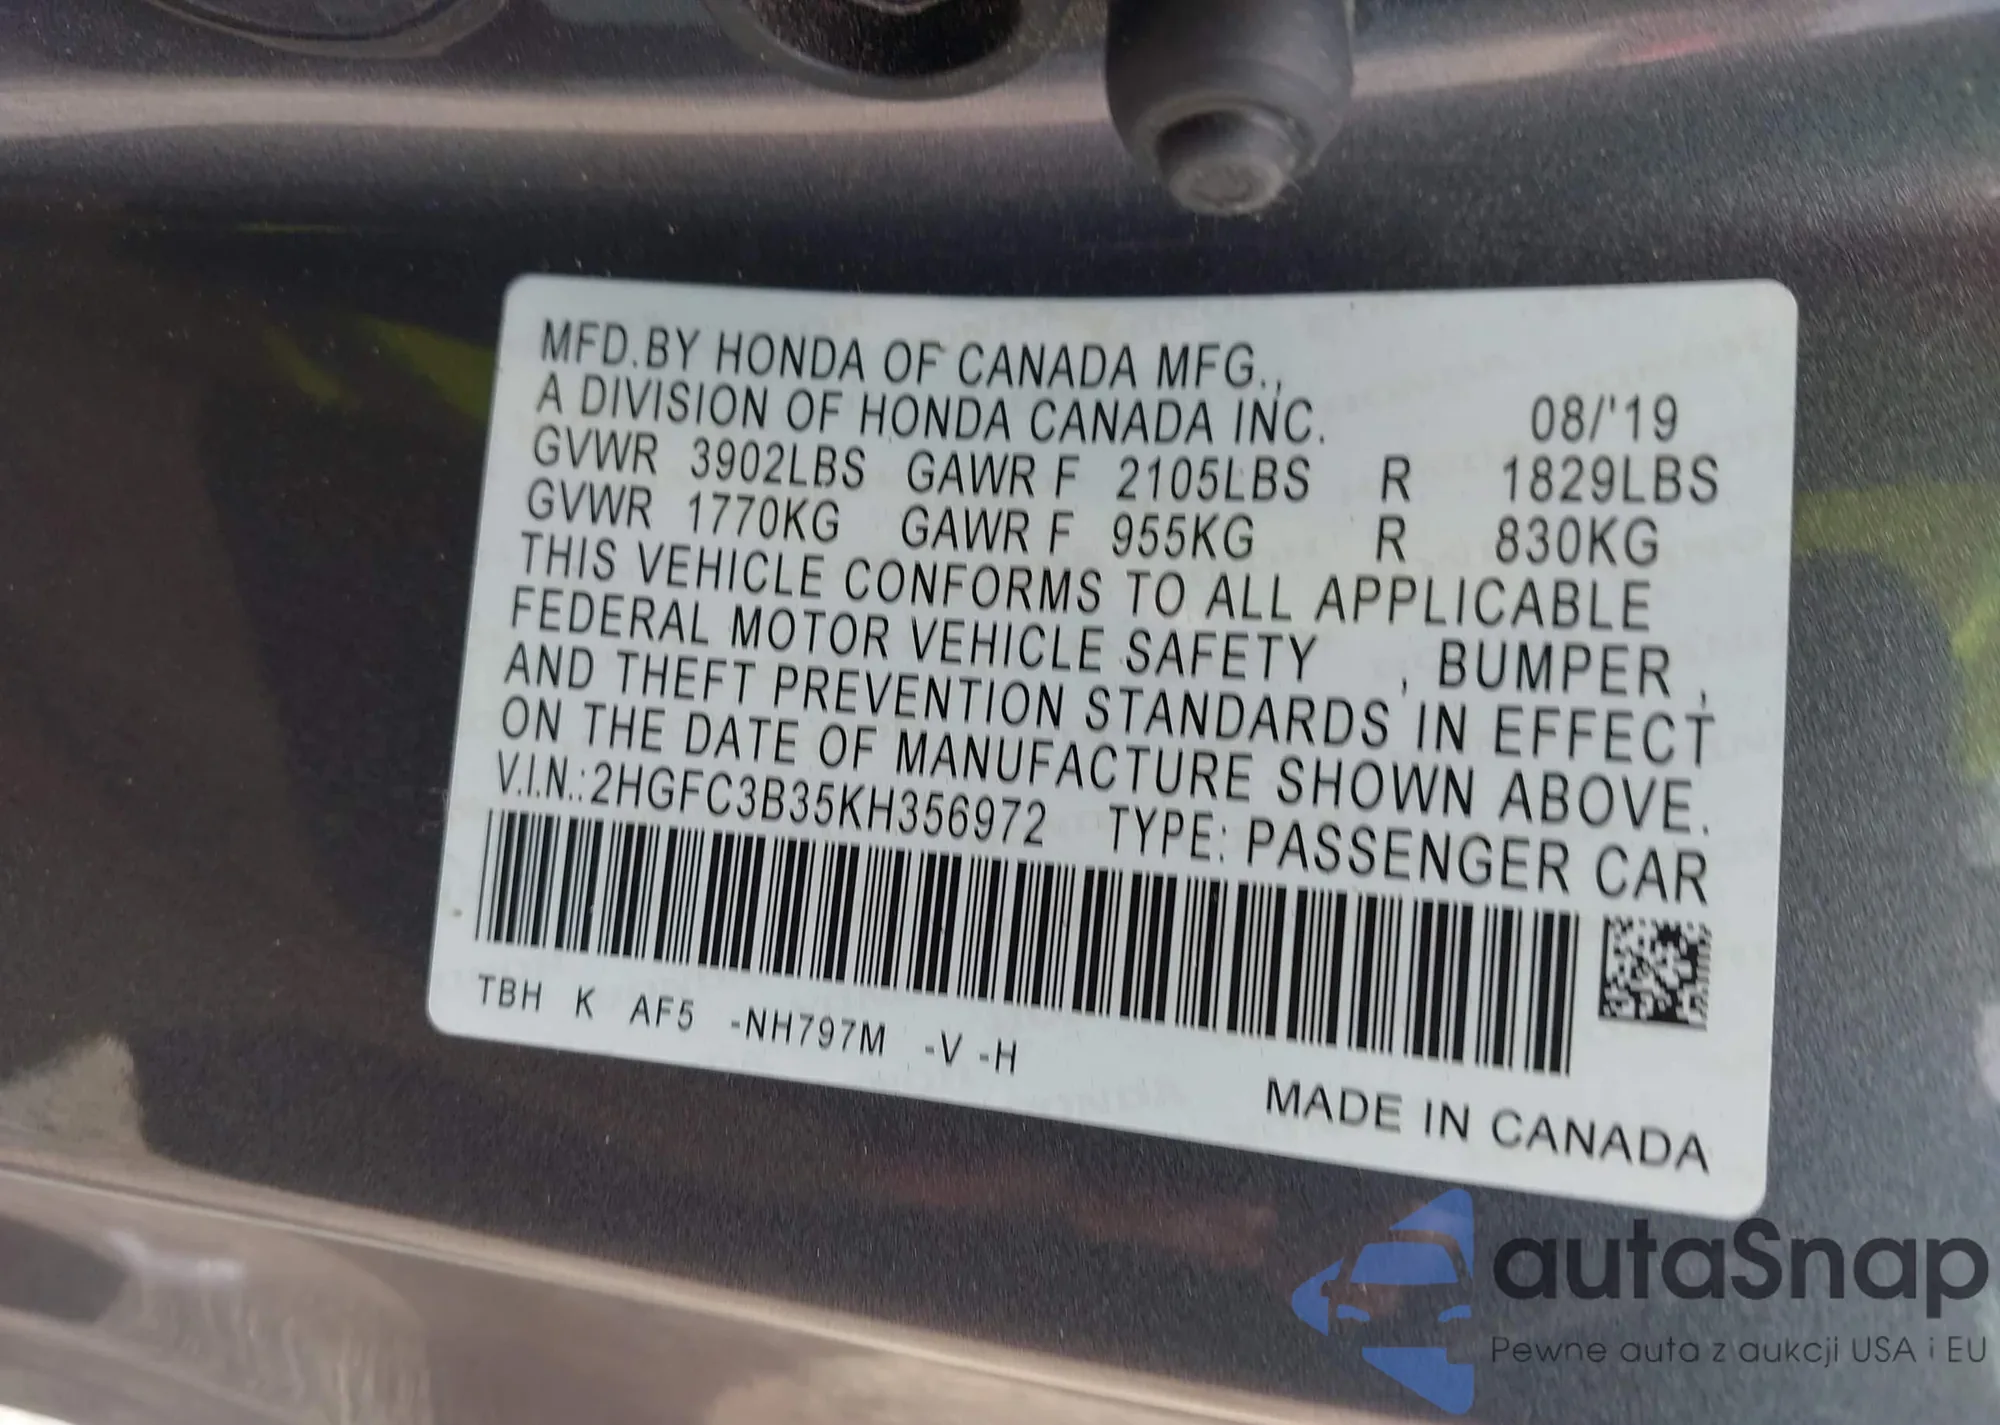 MFD.BY HONDA OF CANADA MFG.,
A DIVISION OF HONDA CANADA INC. 08/'19
GVWR 3902LBS GAWR F 2105LBS R 1829LBS
GVWR 1770KG GAWR F 955KG R 830KG
THIS VEHICLE CONFORMS TO ALL APPLICABLE
FEDERAL MOTOR VEHICLE SAFETY , BUMPER ,
AND THEFT PREVENTION STANDARDS IN EFFECT
ON THE DATE OF MANUFACTURE SHOWN ABOVE.
V.I.N.:2HGFC3B35KH356972 TYPE: PASSENGER CAR
TBH K AF5 -NH797M -V -H
MADE IN CANADA
autaSnap
Pewne auta z aukcji USA i EU